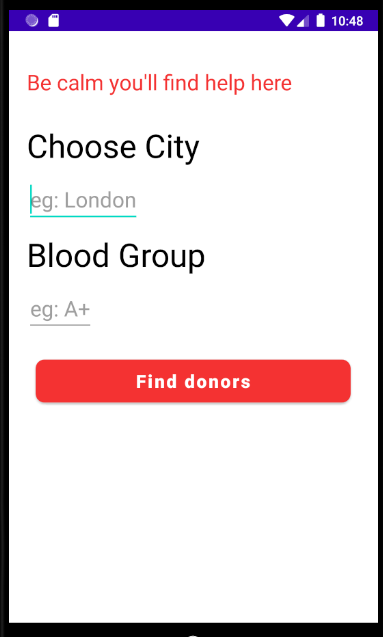 10:48
Be calm you'll find help here
Choose City
eg: London
Blood Group
eg: A+
Find donors